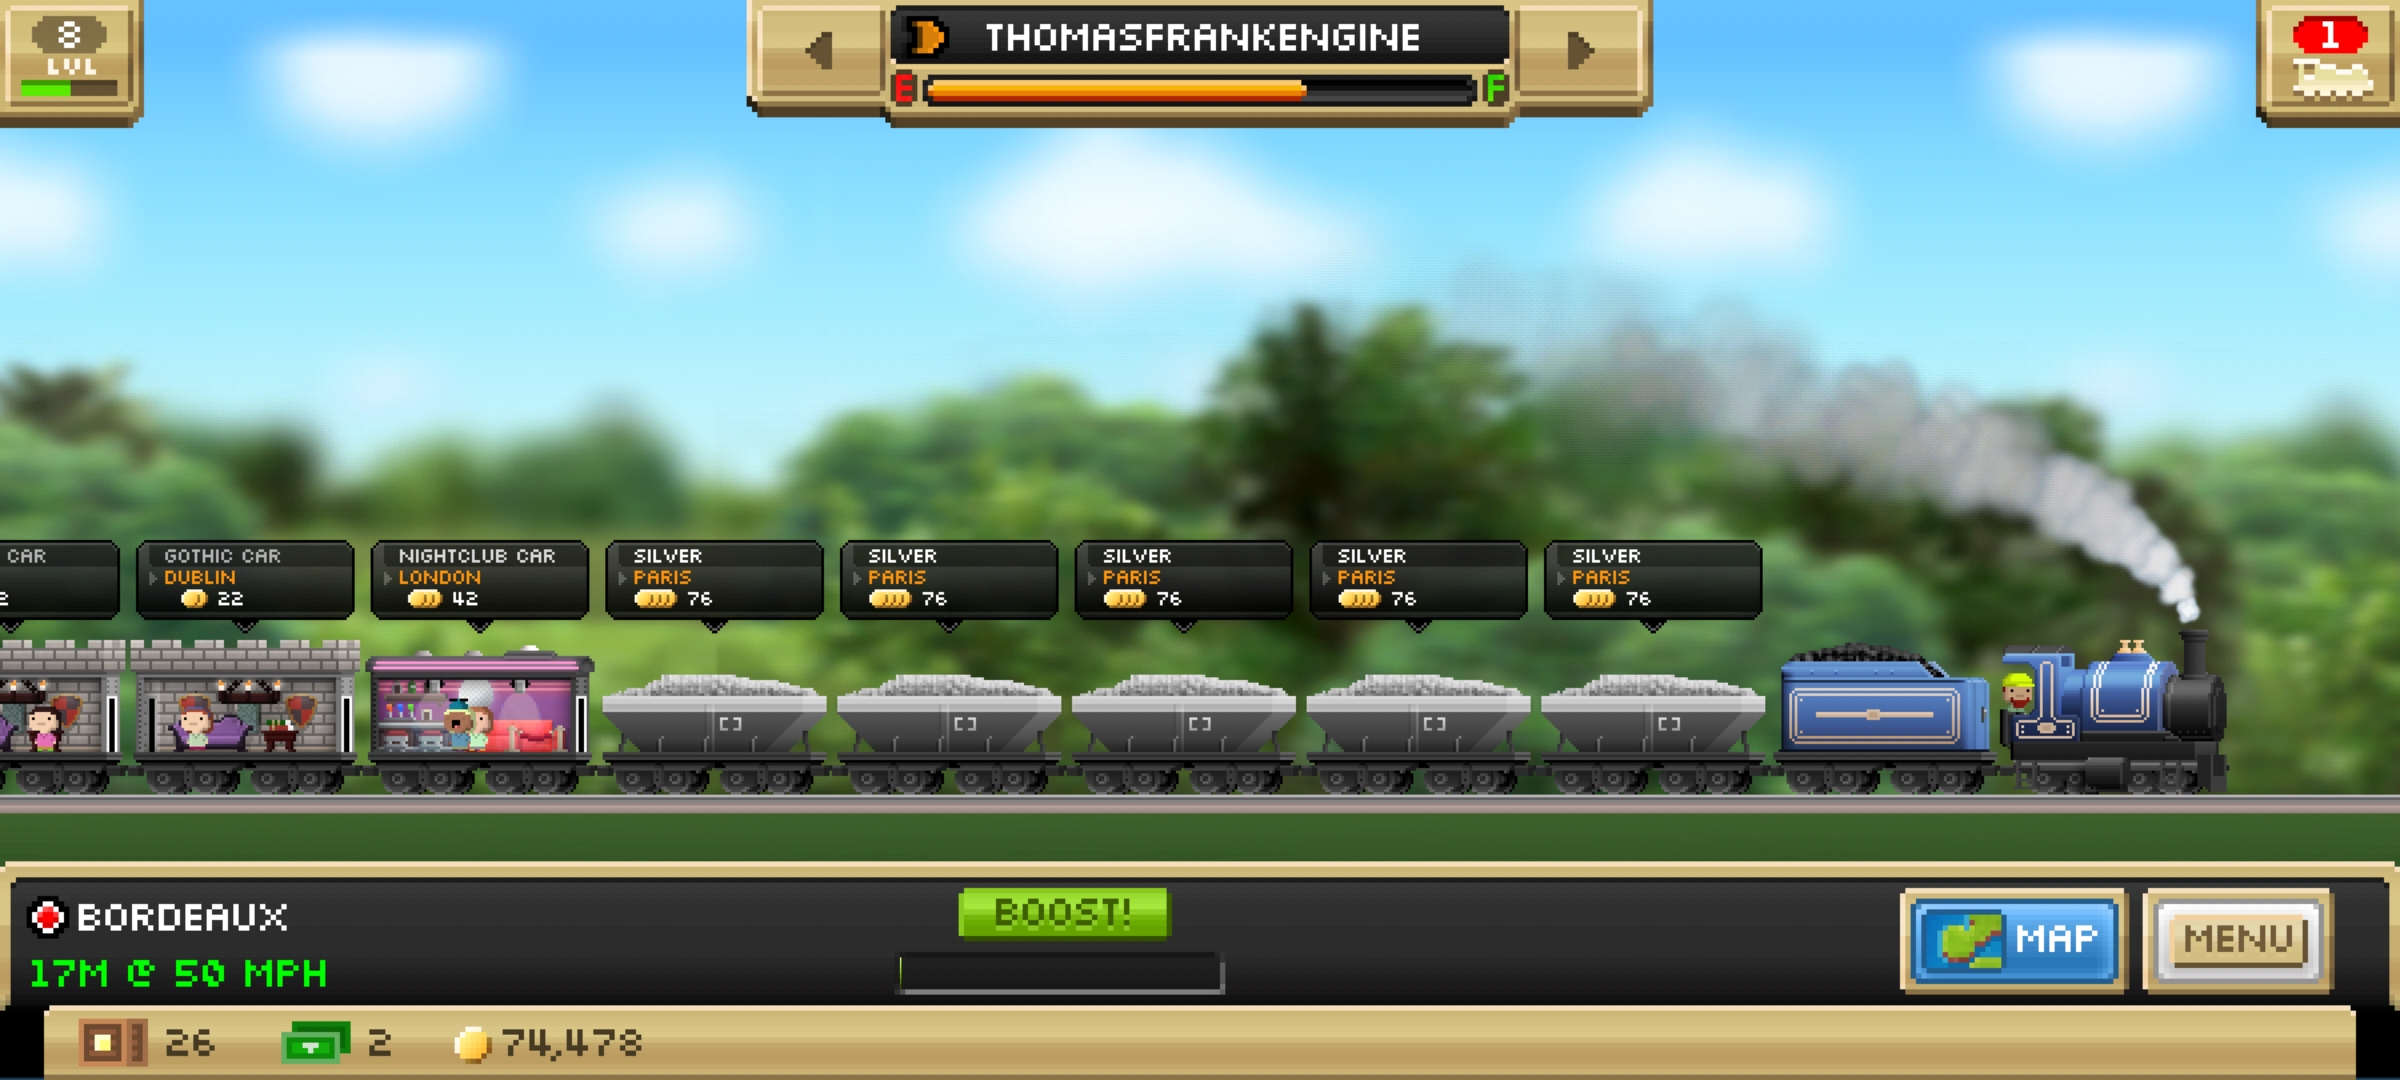 8
LVL
THOMASFRANKENGINE
E F
1
CAR
2
GOTHIC CAR
DUBLIN
22
NIGHTCLUB CAR
LONDON
42
SILVER
PARIS
76
SILVER
PARIS
76
SILVER
PARIS
76
SILVER
PARIS
76
SILVER
PARIS
76
BORDEAUX
17M @ 50 MPH
BOOST!
MAP
MENU
26
2
74,478